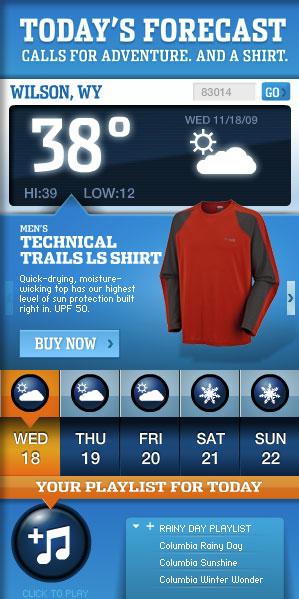 TODAY'S FORECAST
CALLS FOR ADVENTURE. AND A SHIRT.
WILSON, WY
83014
GO
38°
WED 11/18/09
HI:39 LOW:12
MEN'S
TECHNICAL
TRAILS LS SHIRT
Quick-drying, moisture-
wicking top has our highest
level of sun protection built
right in. UPF 50.
BUY NOW
WED THU FRI SAT SUN
18 19 20 21 22
YOUR PLAYLIST FOR TODAY
RAINY DAY PLAYLIST
Columbia Rainy Day
Columbia Sunshine
Columbia Winter Wonder
CLICK TO PLAY